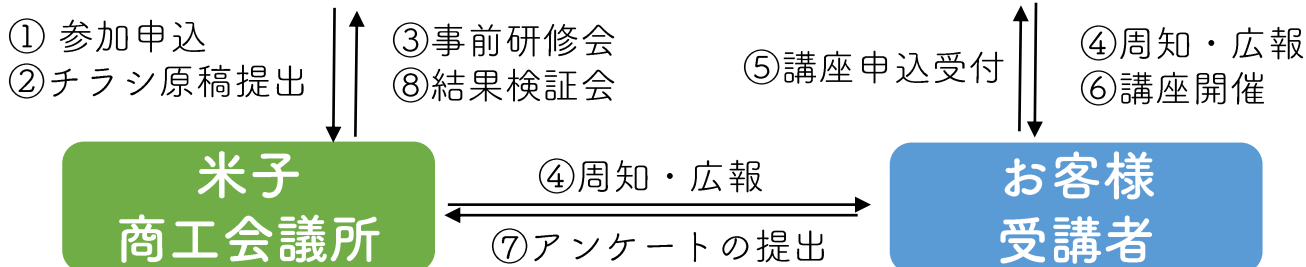 ① 参加申込
②チラシ原稿提出
③事前研修会
⑧結果検証会
⑤講座申込受付
④周知・広報
⑥講座開催
米子
商工会議所
④周知・広報
⑦アンケートの提出
お客様
受講者